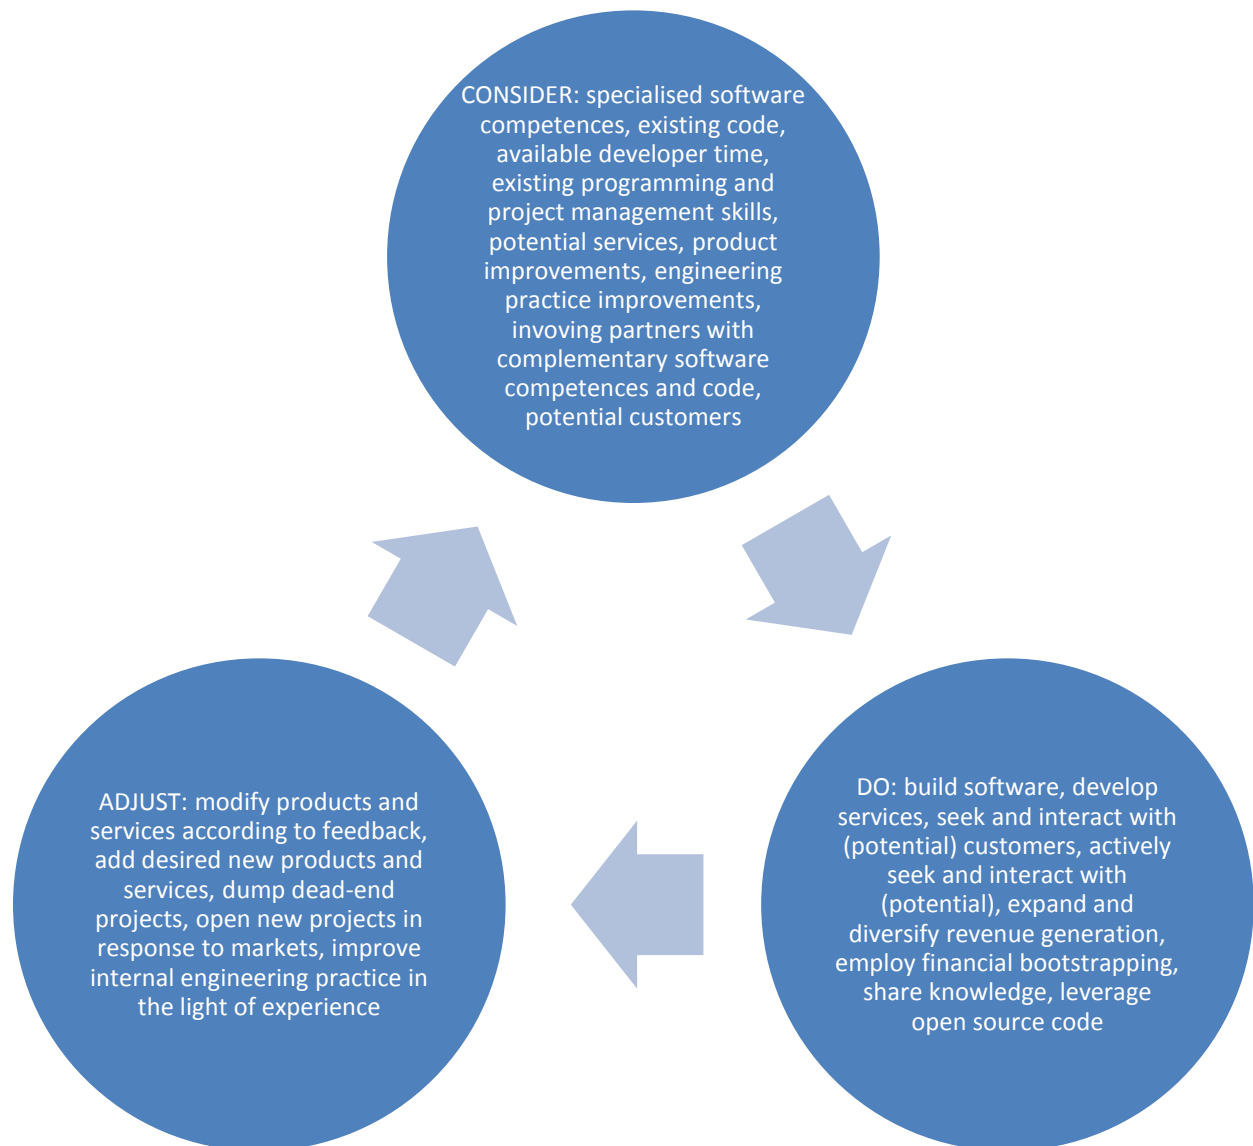 CONSIDER: specialised software
competences, existing code,
available developer time,
existing programming and
project management skills,
potential services, product
improvements, engineering
practice improvements,
invoving partners with
complementary software
competences and code,
potential customers
DO: build software, develop
services, seek and interact with
(potential) customers, actively
seek and interact with
(potential), expand and
diversify revenue generation,
employ financial bootstrapping,
share knowledge, leverage
open source code
ADJUST: modify products and
services according to feedback,
add desired new products and
services, dump dead-end
projects, open new projects in
response to markets, improve
internal engineering practice in
the light of experience